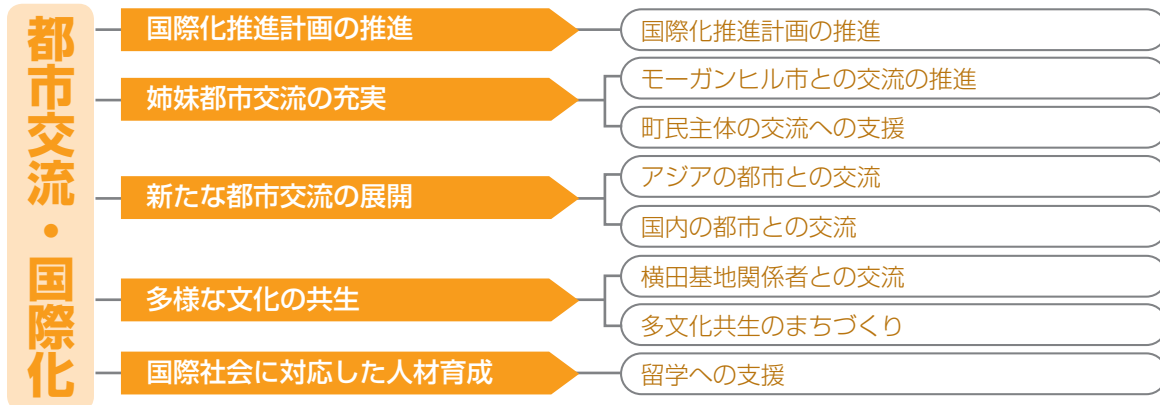 都市交流・国際化
国際化推進計画の推進
国際化推進計画の推進
姉妹都市交流の充実
モーガンヒル市との交流の推進
町民主体の交流への支援
新たな都市交流の展開
アジアの都市との交流
国内の都市との交流
多様な文化の共生
横田基地関係者との交流
多文化共生のまちづくり
国際社会に対応した人材育成
留学への支援